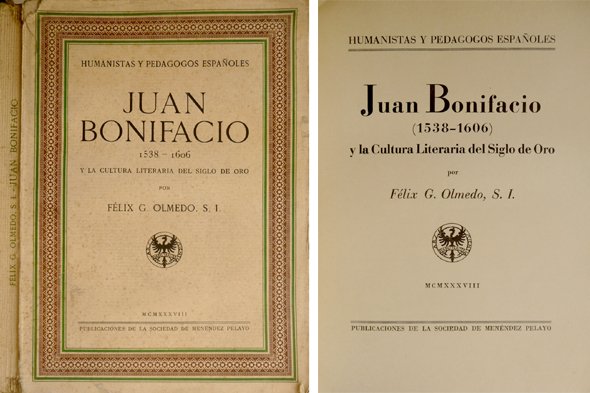 FÉLIX G. OLMEDO, S. I. JUAN BONIFACIO
HUMANISTAS Y PEDAGOGOS ESPAÑOLES
JUAN
BONIFACIO
1538 - 1606
Y LA CULTURA LITERARIA DEL SIGLO DE ORO
POR
FÉLIX G. OLMEDO, S. I.
MCMXXXVIII
PUBLICACIONES DE LA SOCIEDAD DE MENÉNDEZ PELAYO
HUMANISTAS Y PEDAGOGOS ESPAÑOLES
Juan Bonifacio
(1538-1606)
y la Cultura Literaria del Siglo de Oro
por
Félix G. Olmedo, S. I.
MCMXXXVIII
PUBLICACIONES DE LA SOCIEDAD DE MENÉNDEZ PELAYO